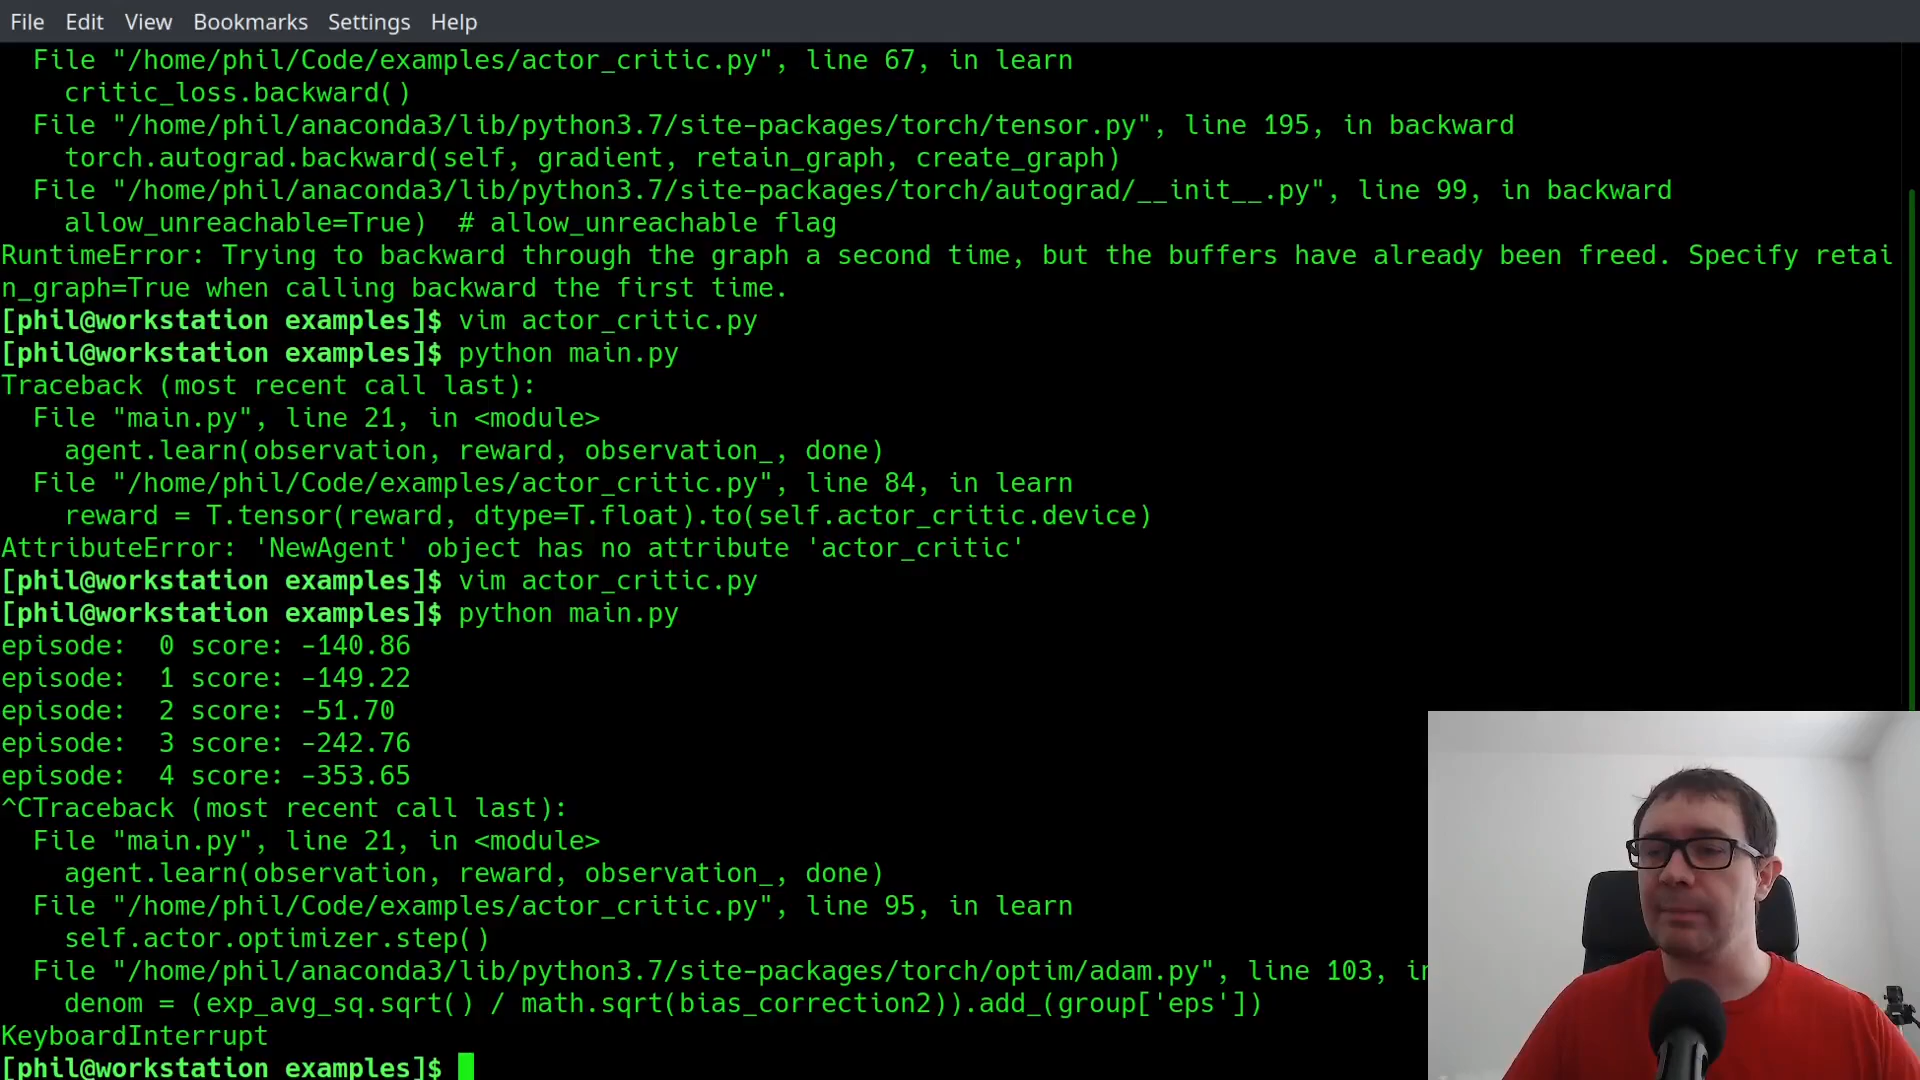 File Edit View Bookmarks Settings Help
File "/home/phil/Code/examples/actor_critic.py", line 67, in learn
critic_loss.backward()
File "/home/phil/anaconda3/lib/python3.7/site-packages/torch/tensor.py", line 195, in backward
torch.autograd.backward(self, gradient, retain_graph, create_graph)
File "/home/phil/anaconda3/lib/python3.7/site-packages/torch/autograd/__init__.py", line 99, in backward
allow_unreachable=True)  # allow_unreachable flag
RuntimeError: Trying to backward through the graph a second time, but the buffers have already been freed. Specify retai
n_graph=True when calling backward the first time.
[phil@workstation examples]$ vim actor_critic.py
[phil@workstation examples]$ python main.py
Traceback (most recent call last):
File "main.py", line 21, in <module>
agent.learn(observation, reward, observation_, done)
File "/home/phil/Code/examples/actor_critic.py", line 84, in learn
reward = T.tensor(reward, dtype=T.float).to(self.actor_critic.device)
AttributeError: 'NewAgent' object has no attribute 'actor_critic'
[phil@workstation examples]$ vim actor_critic.py
[phil@workstation examples]$ python main.py
episode:  0 score: -140.86
episode:  1 score: -149.22
episode:  2 score: -51.70
episode:  3 score: -242.76
episode:  4 score: -353.65
^CTraceback (most recent call last):
File "main.py", line 21, in <module>
agent.learn(observation, reward, observation_, done)
File "/home/phil/Code/examples/actor_critic.py", line 95, in learn
self.actor.optimizer.step()
File "/home/phil/anaconda3/lib/python3.7/site-packages/torch/optim/adam.py", line 103, in
denom = (exp_avg_sq.sqrt() / math.sqrt(bias_correction2)).add_(group['eps'])
KeyboardInterrupt
[phil@workstation examples]$